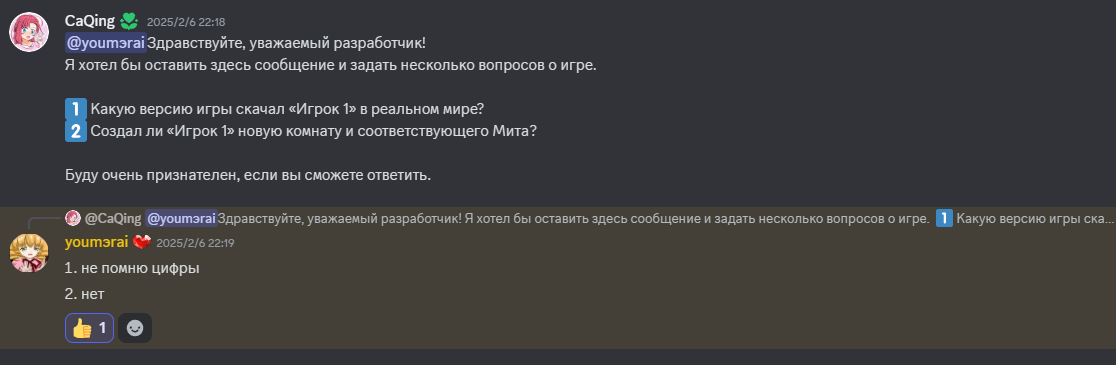 CaQing 2025/2/6 22:18
@youmэrai Здравствуйте, уважаемый разработчик!
Я хотел бы оставить здесь сообщение и задать несколько вопросов о игре.
1 Какую версию игры скачал «Игрок 1» в реальном мире?
2 Создал ли «Игрок 1» новую комнату и соответствующего Мита?
Буду очень признателен, если вы сможете ответить.
@CaQing @youmэrai Здравствуйте, уважаемый разработчик! Я хотел бы оставить здесь сообщение и задать несколько вопросов о игре. 1 Какую версию игры ска...
youmэrai 2025/2/6 22:19
1. не помню цифры
2. нет
1